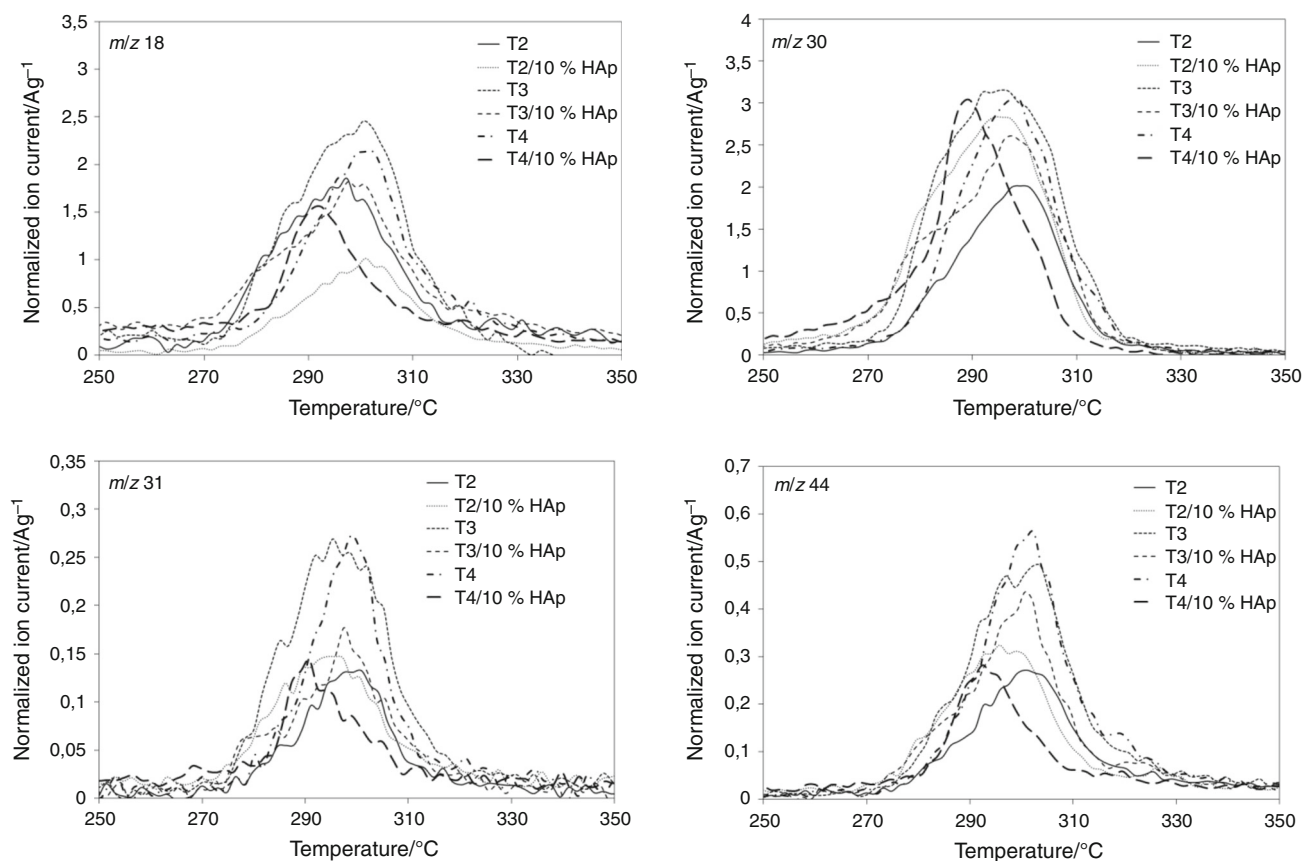 m/z 18
Normalized ion current/Ag⁻¹
3,5
3
2,5
2
1,5
1
0,5
0
250 270 290 310 330 350
Temperature/°C
T2
T2/10 % HAp
T3
T3/10 % HAp
T4
T4/10 % HAp
m/z 30
Normalized ion current/Ag⁻¹
4
3,5
3
2,5
2
1,5
1
0,5
0
250 270 290 310 330 350
Temperature/°C
T2
T2/10 % HAp
T3
T3/10 % HAp
T4
T4/10 % HAp
m/z 31
Normalized ion current/Ag⁻¹
0,35
0,3
0,25
0,2
0,15
0,1
0,05
0
250 270 290 310 330 350
Temperature/°C
T2
T2/10 % HAp
T3
T3/10 % HAp
T4
T4/10 % HAp
m/z 44
Normalized ion current/Ag⁻¹
0,7
0,6
0,5
0,4
0,3
0,2
0,1
0
250 270 290 310 330 350
Temperature/°C
T2
T2/10 % HAp
T3
T3/10 % HAp
T4
T4/10 % HAp